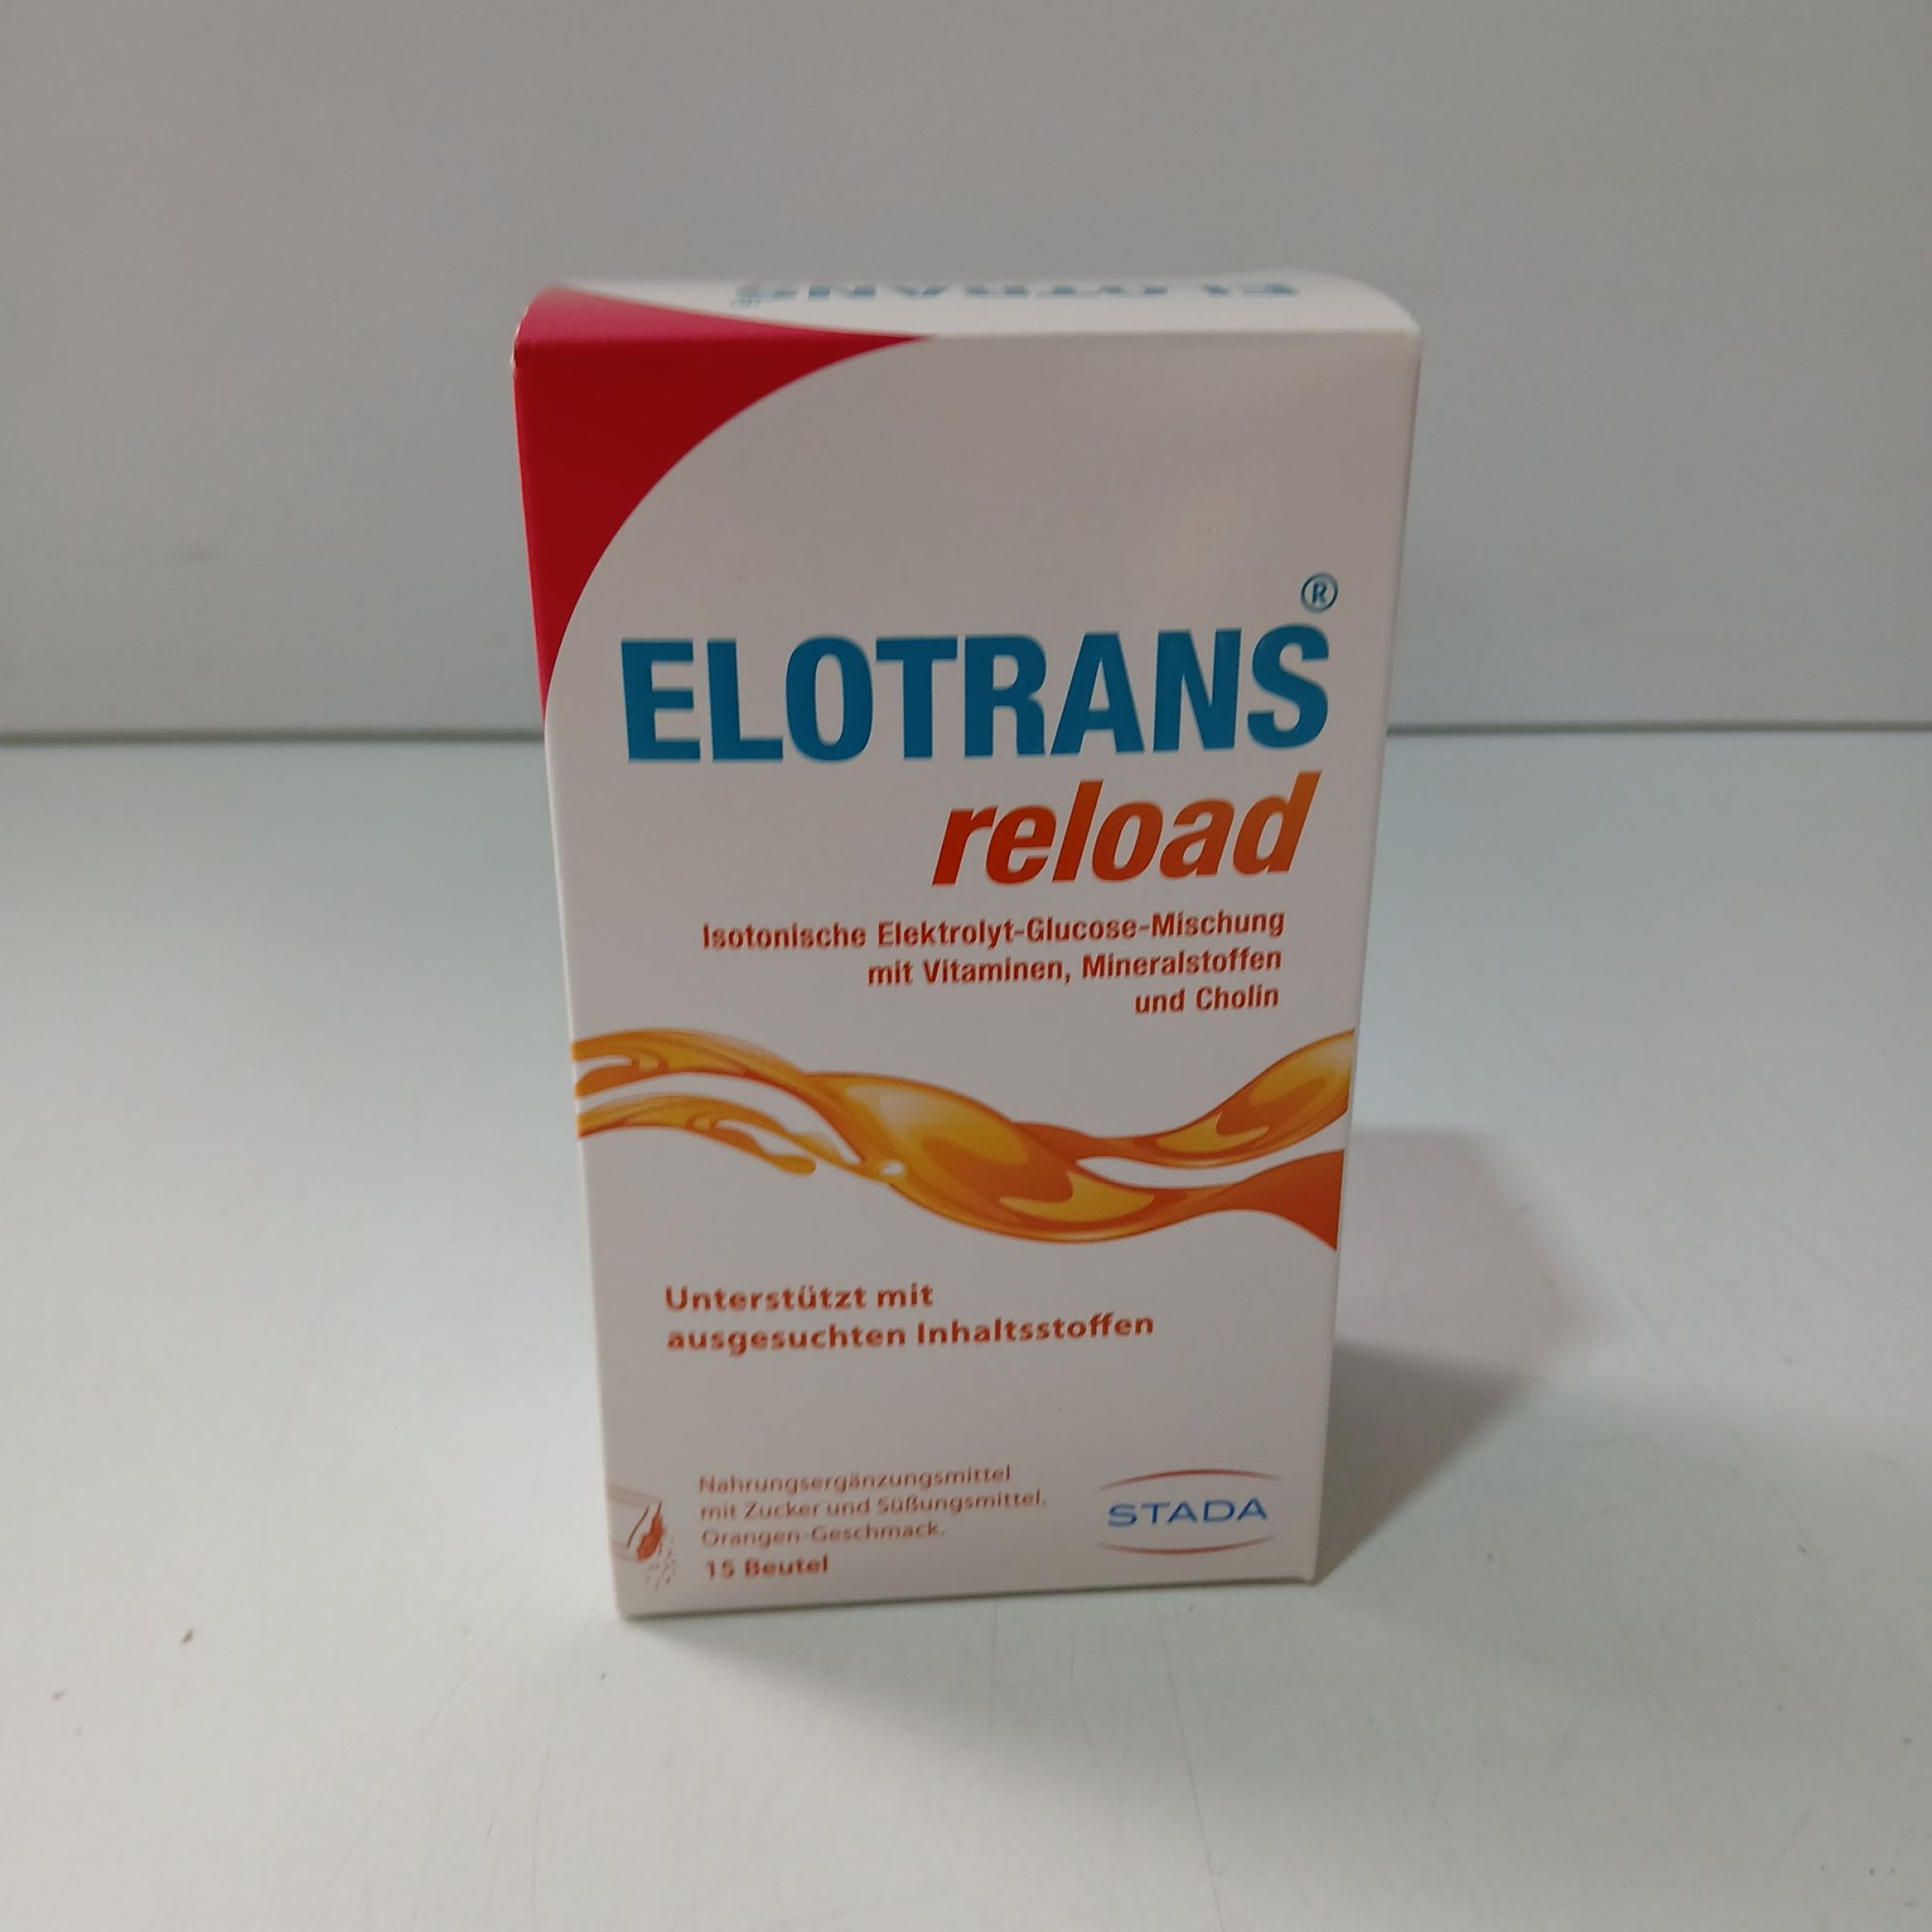 ELOTRANS
ELOTRANS®
reload
Isotonische Elektrolyt-Glucose-Mischung
mit Vitaminen, Mineralstoffen
und Cholin
Unterstützt mit
ausgesuchten Inhaltsstoffen
Nahrungsergänzungsmittel
mit Zucker und Süßungsmittel.
Orangen-Geschmack.
15 Beutel
STADA